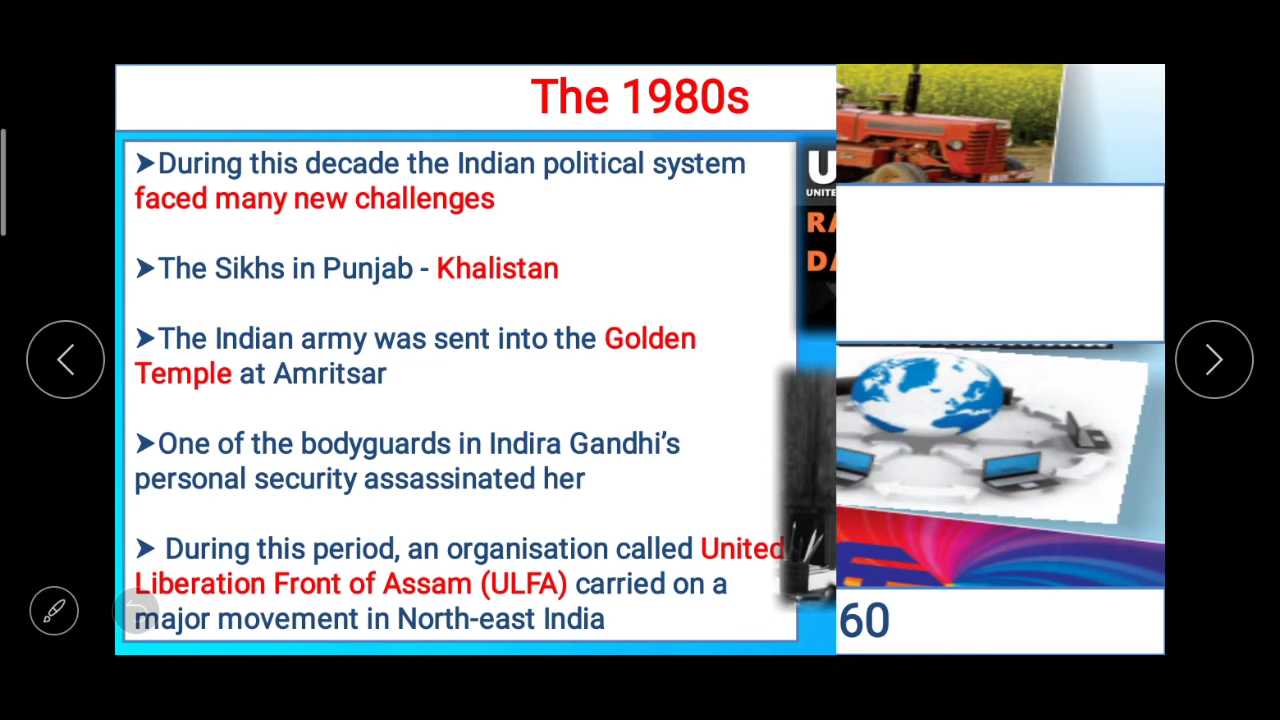 The 1980s
➤During this decade the Indian political system
faced many new challenges
➤The Sikhs in Punjab - Khalistan
➤The Indian army was sent into the Golden
Temple at Amritsar
➤One of the bodyguards in Indira Gandhi’s
personal security assassinated her
➤ During this period, an organisation called United
Liberation Front of Assam (ULFA) carried on a
major movement in North-east India
60